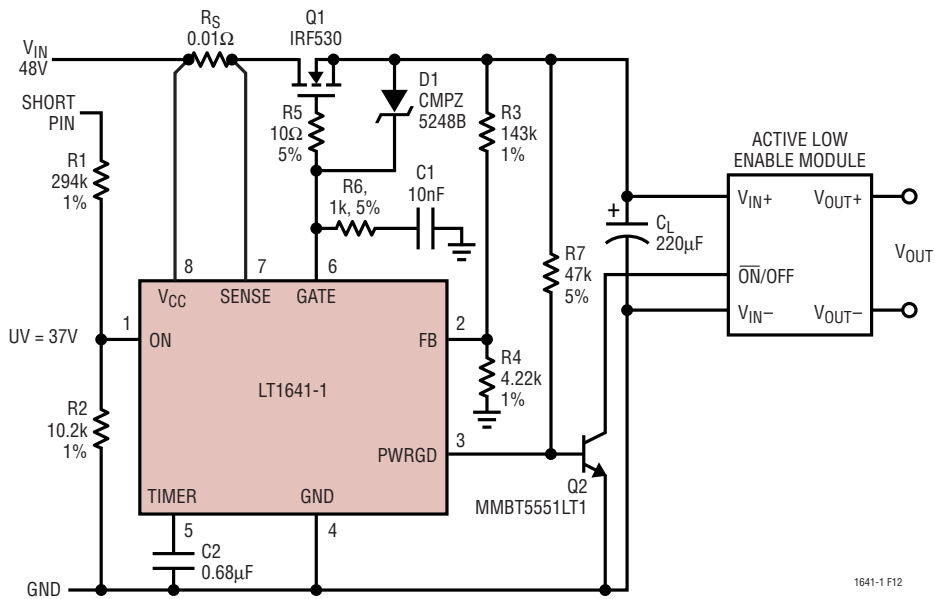 RS
0.01Ω
Q1
IRF530
VIN
48V
SHORT
PIN
R1
294k
1%
R5
10Ω
5%
D1
CMPZ
5248B
R3
143k
1%
R6,
1k, 5%
C1
10nF
ACTIVE LOW
ENABLE MODULE
VIN+
VOUT+
+
CL
220µF
VOUT
R7
47k
5%
ON/OFF
VIN–
VOUT–
8
7
6
VCC
SENSE
GATE
UV = 37V
1
ON
FB
2
LT1641-1
R4
4.22k
1%
R2
10.2k
1%
PWRGD
3
Q2
MMBT5551LT1
TIMER
GND
5
4
C2
0.68µF
GND
1641-1 F12